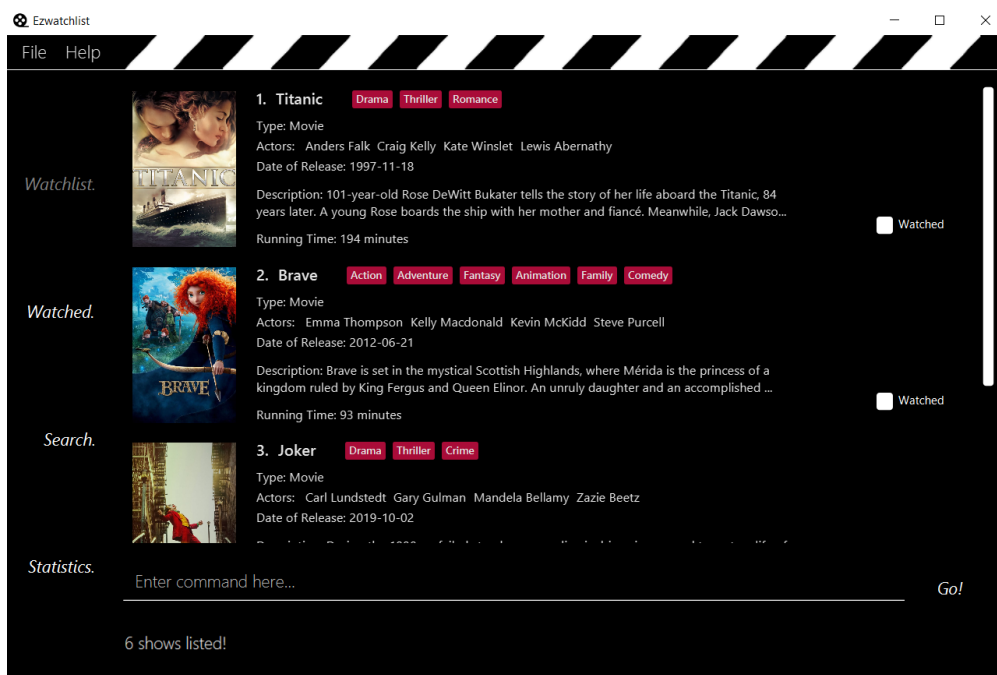 Ezwatchlist
File Help
Watchlist.
Watched.
Search.
Statistics.
TITANIC
1. Titanic Drama Thriller Romance
Type: Movie
Actors: Anders Falk Craig Kelly Kate Winslet Lewis Abernathy
Date of Release: 1997-11-18
Description: 101-year-old Rose DeWitt Bukater tells the story of her life aboard the Titanic, 84
years later. A young Rose boards the ship with her mother and fiancé. Meanwhile, Jack Dawso...
Running Time: 194 minutes
Watched
BRAVE
2. Brave Action Adventure Fantasy Animation Family Comedy
Type: Movie
Actors: Emma Thompson Kelly Macdonald Kevin McKidd Steve Purcell
Date of Release: 2012-06-21
Description: Brave is set in the mystical Scottish Highlands, where Mérida is the princess of a
kingdom ruled by King Fergus and Queen Elinor. An unruly daughter and an accomplished ...
Running Time: 93 minutes
Watched
3. Joker Drama Thriller Crime
Type: Movie
Actors: Carl Lundstedt Gary Gulman Mandela Bellamy Zazie Beetz
Date of Release: 2019-10-02
Enter command here...
Go!
6 shows listed!